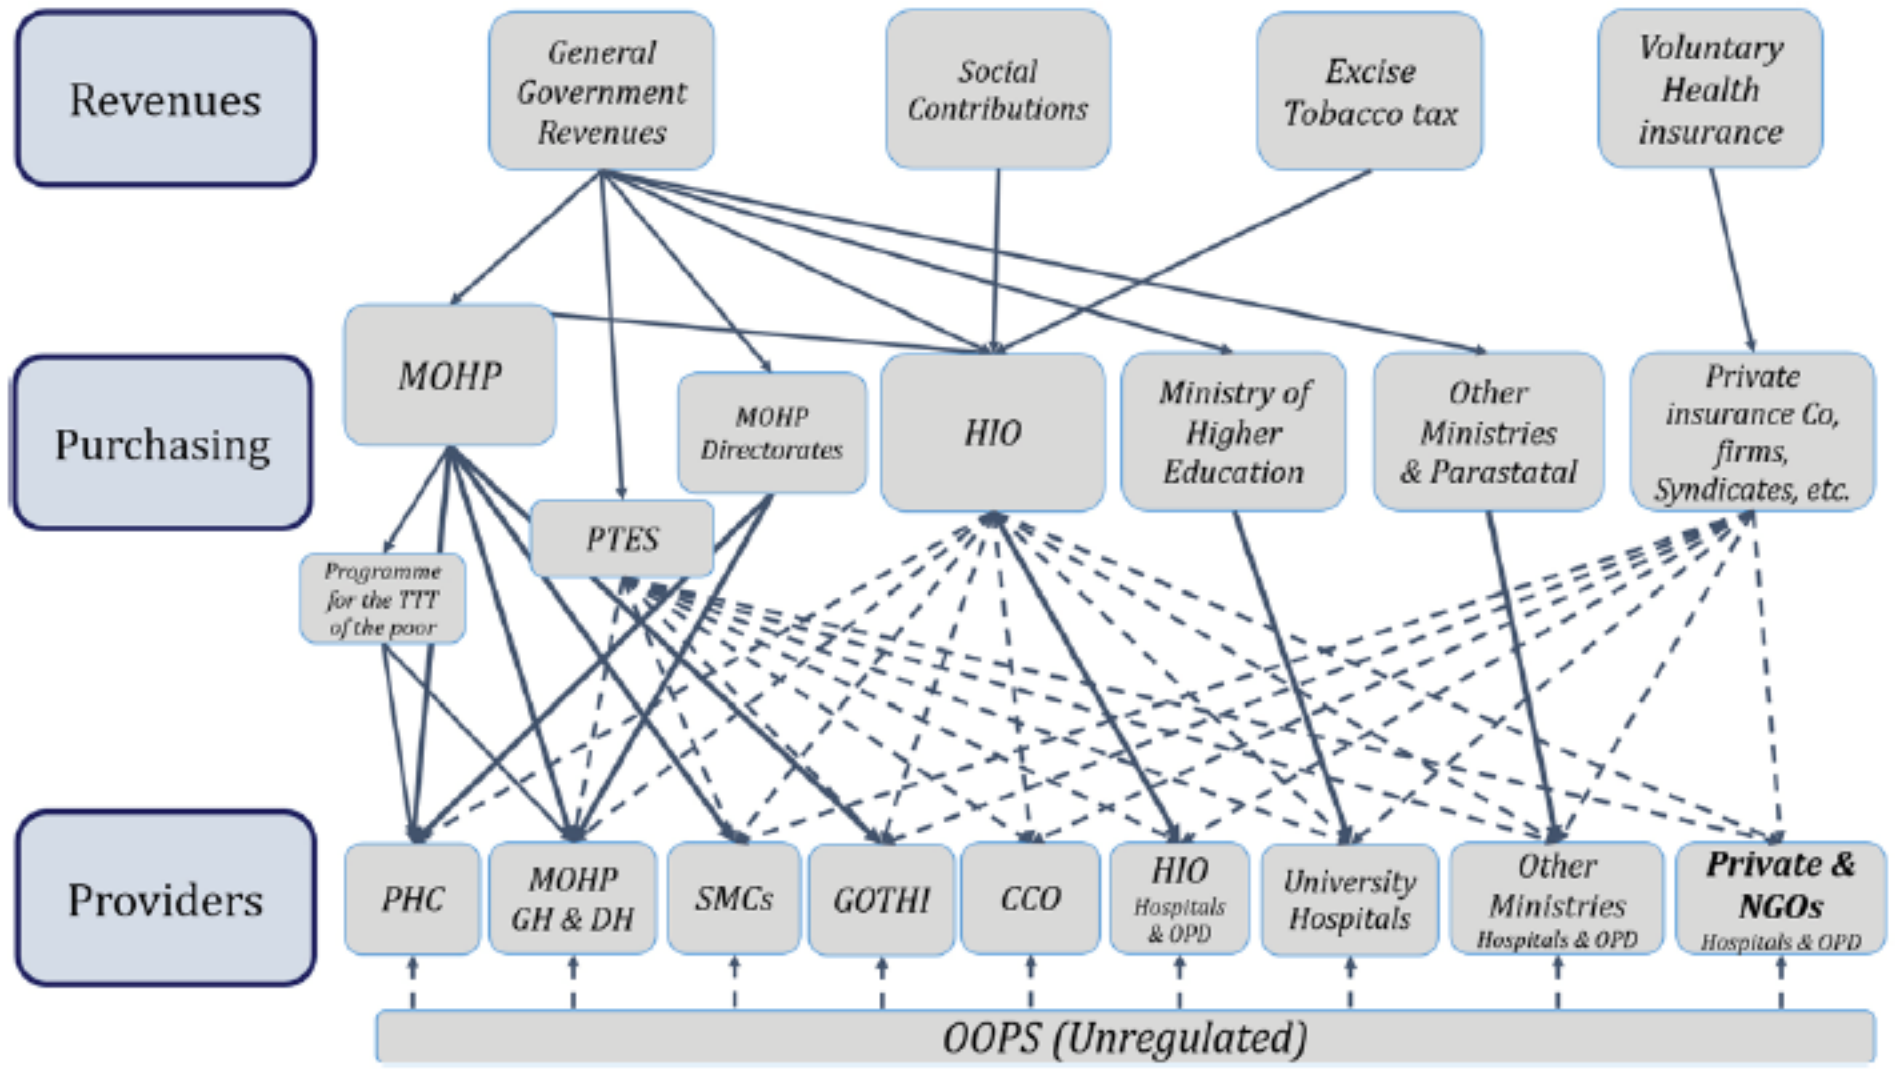 Revenues
General
Government
Revenues
Social
Contributions
Excise
Tobacco tax
Voluntary
Health
insurance
Purchasing
MOHP
MOHP
Directorates
HIO
Ministry of
Higher
Education
Other
Ministries
& Parastatal
Private
insurance Co,
firms,
Syndicates, etc.
PTES
Programme
for the TTT
of the poor
Providers
PHC
MOHP
GH & DH
SMCs
GOTHI
CCO
HIO
Hospitals
& OPD
University
Hospitals
Other
Ministries
Hospitals & OPD
Private &
NGOs
Hospitals & OPD
OOPS (Unregulated)